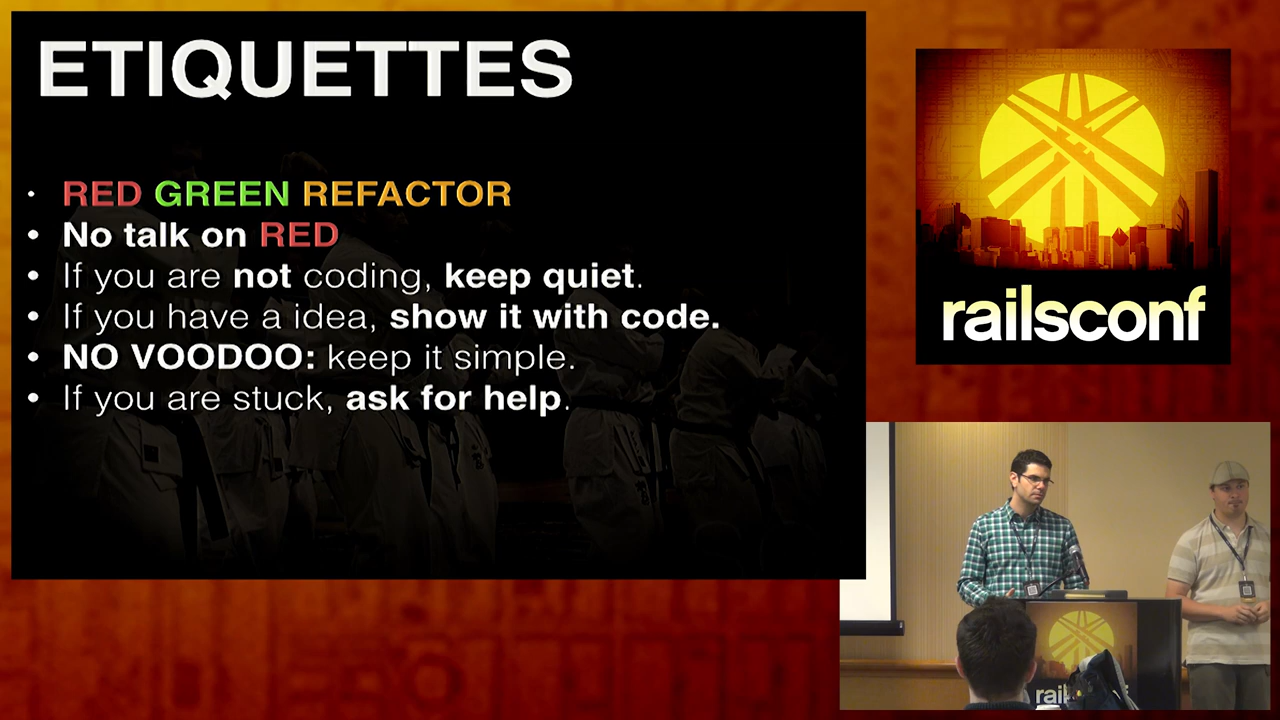 ETIQUETTES
• RED GREEN REFACTOR
• No talk on RED
• If you are not coding, keep quiet.
• If you have a idea, show it with code.
• NO VOODOO: keep it simple.
• If you are stuck, ask for help.
railsconf
rail f